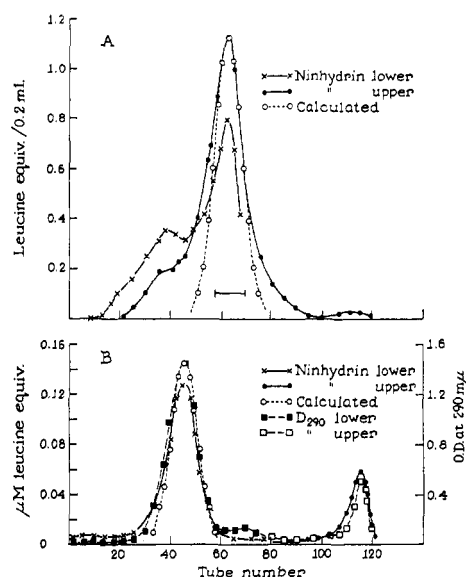 A
Leucine equiv./0.2 ml.
1.2
1.0
0.8
0.6
0.4
0.2
Ninhydrin lower
" upper
Calculated
B
μM leucine equiv.
0.16
0.12
0.08
0.04
0
Ninhydrin lower
" upper
Calculated
D290 lower
" upper
1.6
1.2
0.8
0.4
O.D. at 290 mμ
20 40 60 80 100 120
Tube number